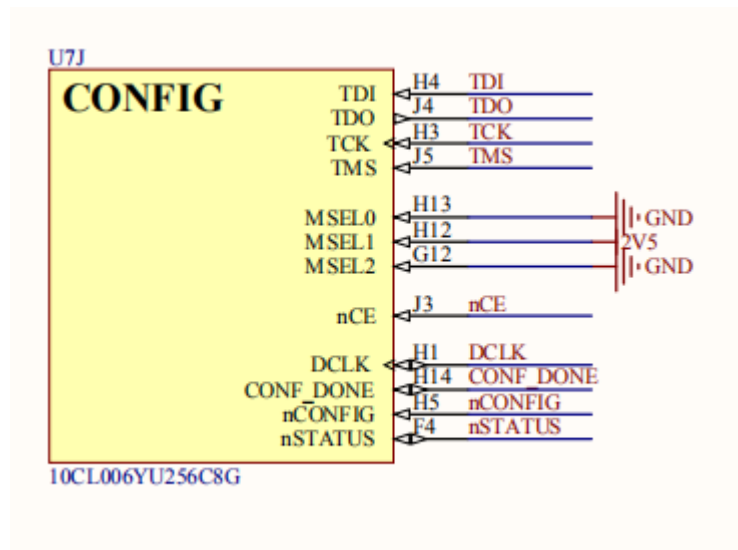 U7J
CONFIG
TDI H4 TDI
TDO J4 TDO
TCK H3 TCK
TMS J5 TMS
MSEL0 H13 GND
MSEL1 H12 2V5
MSEL2 G12 GND
nCE J3 nCE
DCLK H1 DCLK
CONF_DONE H14 CONF_DONE
nCONFIG H5 nCONFIG
nSTATUS F4 nSTATUS
10CL006YU256C8G